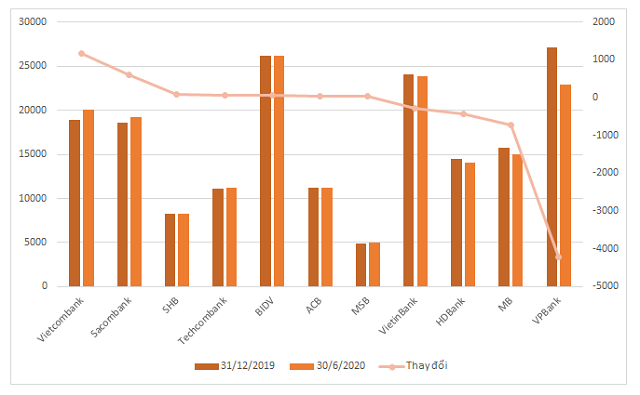 30000
25000
20000
15000
10000
5000
0
2000
1000
0
-1000
-2000
-3000
-4000
-5000
Vietcombank
Sacombank
SHB
Techcombank
BIDV
ACB
MSB
VietinBank
HDBank
MB
VPBank
31/12/2019 30/6/2020 Thay đổi